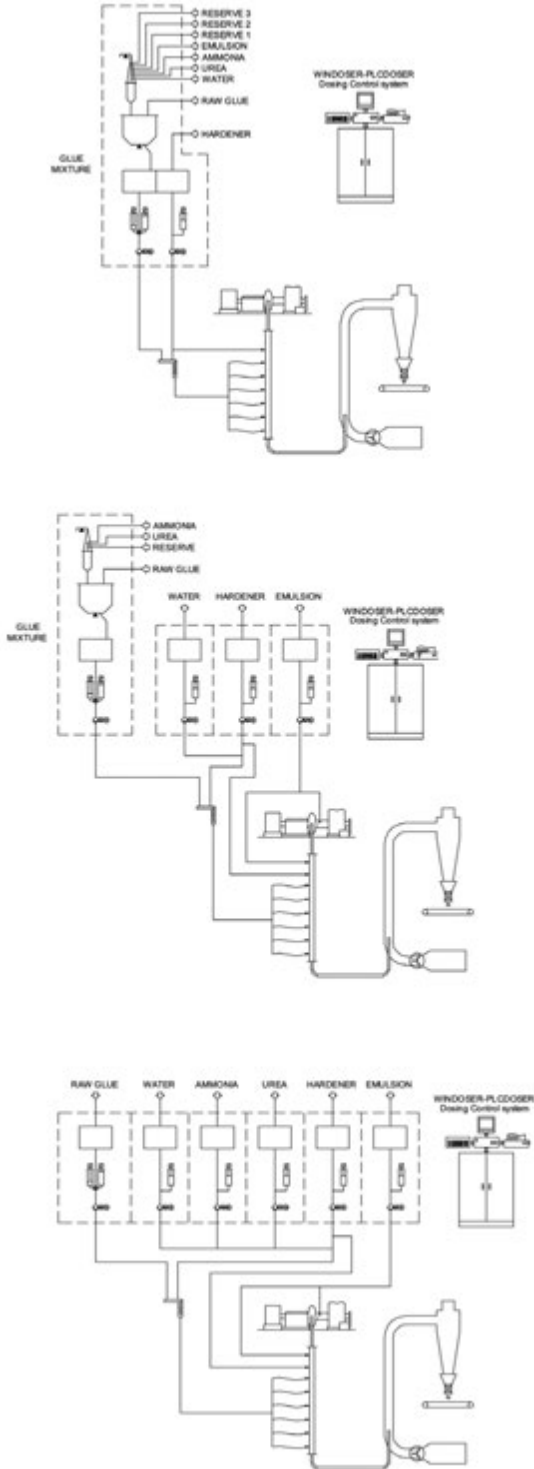 RESERVE 3
RESERVE 2
RESERVE 1
EMULSION
AMMONIA
UREA
WATER
RAW GLUE
HARDENER
GLUE
MIXTURE
WINDOSER-PLCDOSER
Dosing Control system
AMMONIA
UREA
RESERVE
RAW GLUE
GLUE
MIXTURE
WATER HARDENER EMULSION
WINDOSER-PLCDOSER
Dosing Control system
RAW GLUE WATER AMMONIA UREA HARDENER EMULSION
WINDOSER-PLCDOSER
Dosing Control system